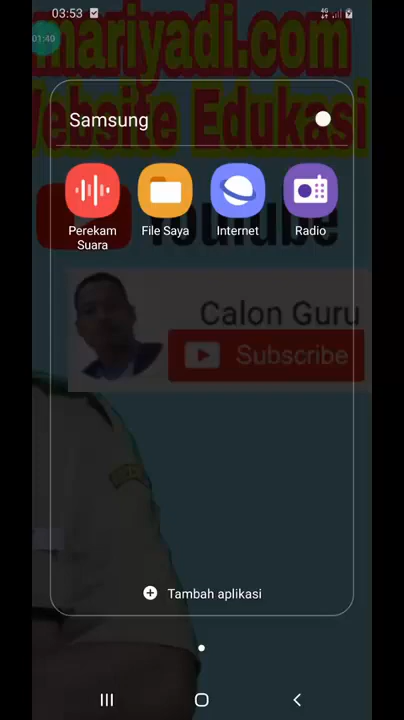 03:53
4G
01:40
mariyadi.com
Website Edukasi
Samsung
Perekam
Suara
File Saya
Internet
Radio
Youtube
Calon Guru
Subscribe
Tambah aplikasi